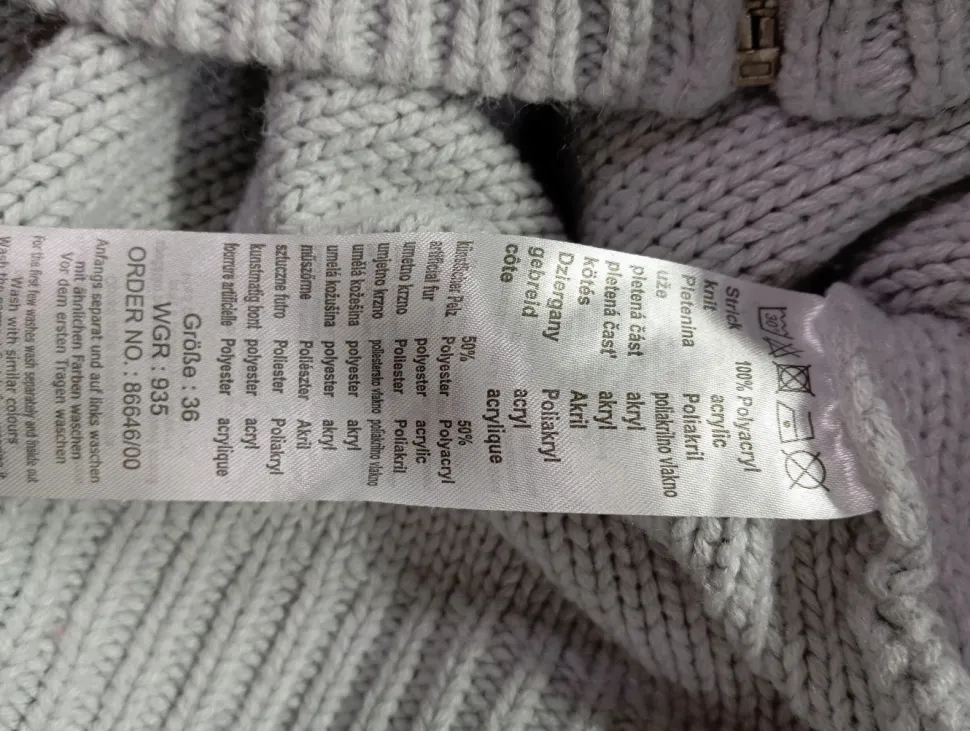 30
Strick 100% Polyacryl
knit acrylic
Pletenina Poliakril
uže poliakrilno vlakno
pletená část akryl
pletená časť akryl
kötés Akril
Dziergany Poliakryl
gebreid acryl
côte acrylique
50% 50%
künstlicher Pelz Polyester Polyacryl
artificial fur polyester acrylic
umetno krzno Poliester Poliakril
umjetno krzno poliestersko vlakno poliakrilno vlakno
umelá kožešina polyester akryl
umelá kožušina polyester akryl
műszőrme Poliészter Akril
sztuczne futro Poliester Poliakryl
kunstmatig bont polyester acryl
fourrure artificielle Polyester acrylique
Größe : 36
WGR : 935
ORDER NO. : 86646/00
Anfangs separat und auf links waschen
mit ähnlichen Farben waschen
Vor dem ersten Tragen waschen
For the first few washes wash separately and inside out
Wash with similar colours